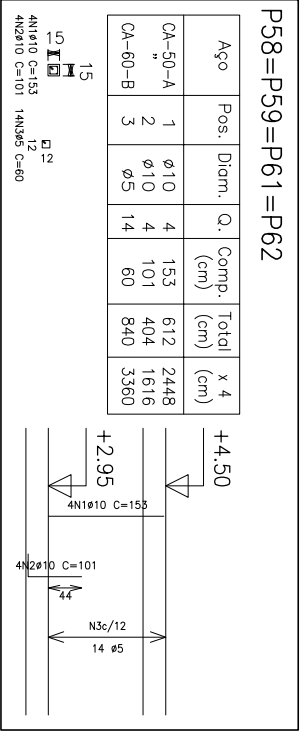 P58=P59=P61=P62
Aço Pos. Diam. Q. Comp. (cm) Total (cm) x 4 (cm)
CA-50-A 1 ø10 4 153 612 2448
" 2 ø10 4 101 404 1616
CA-60-B 3 ø5 14 60 840 3360
15
15
12
12
4N1ø10 C=153
4N2ø10 C=101 14N3ø5 C=60
+4.50
+2.95
4N1ø10 C=153
4N2ø10 C=101
44
N3c/12
14 ø5